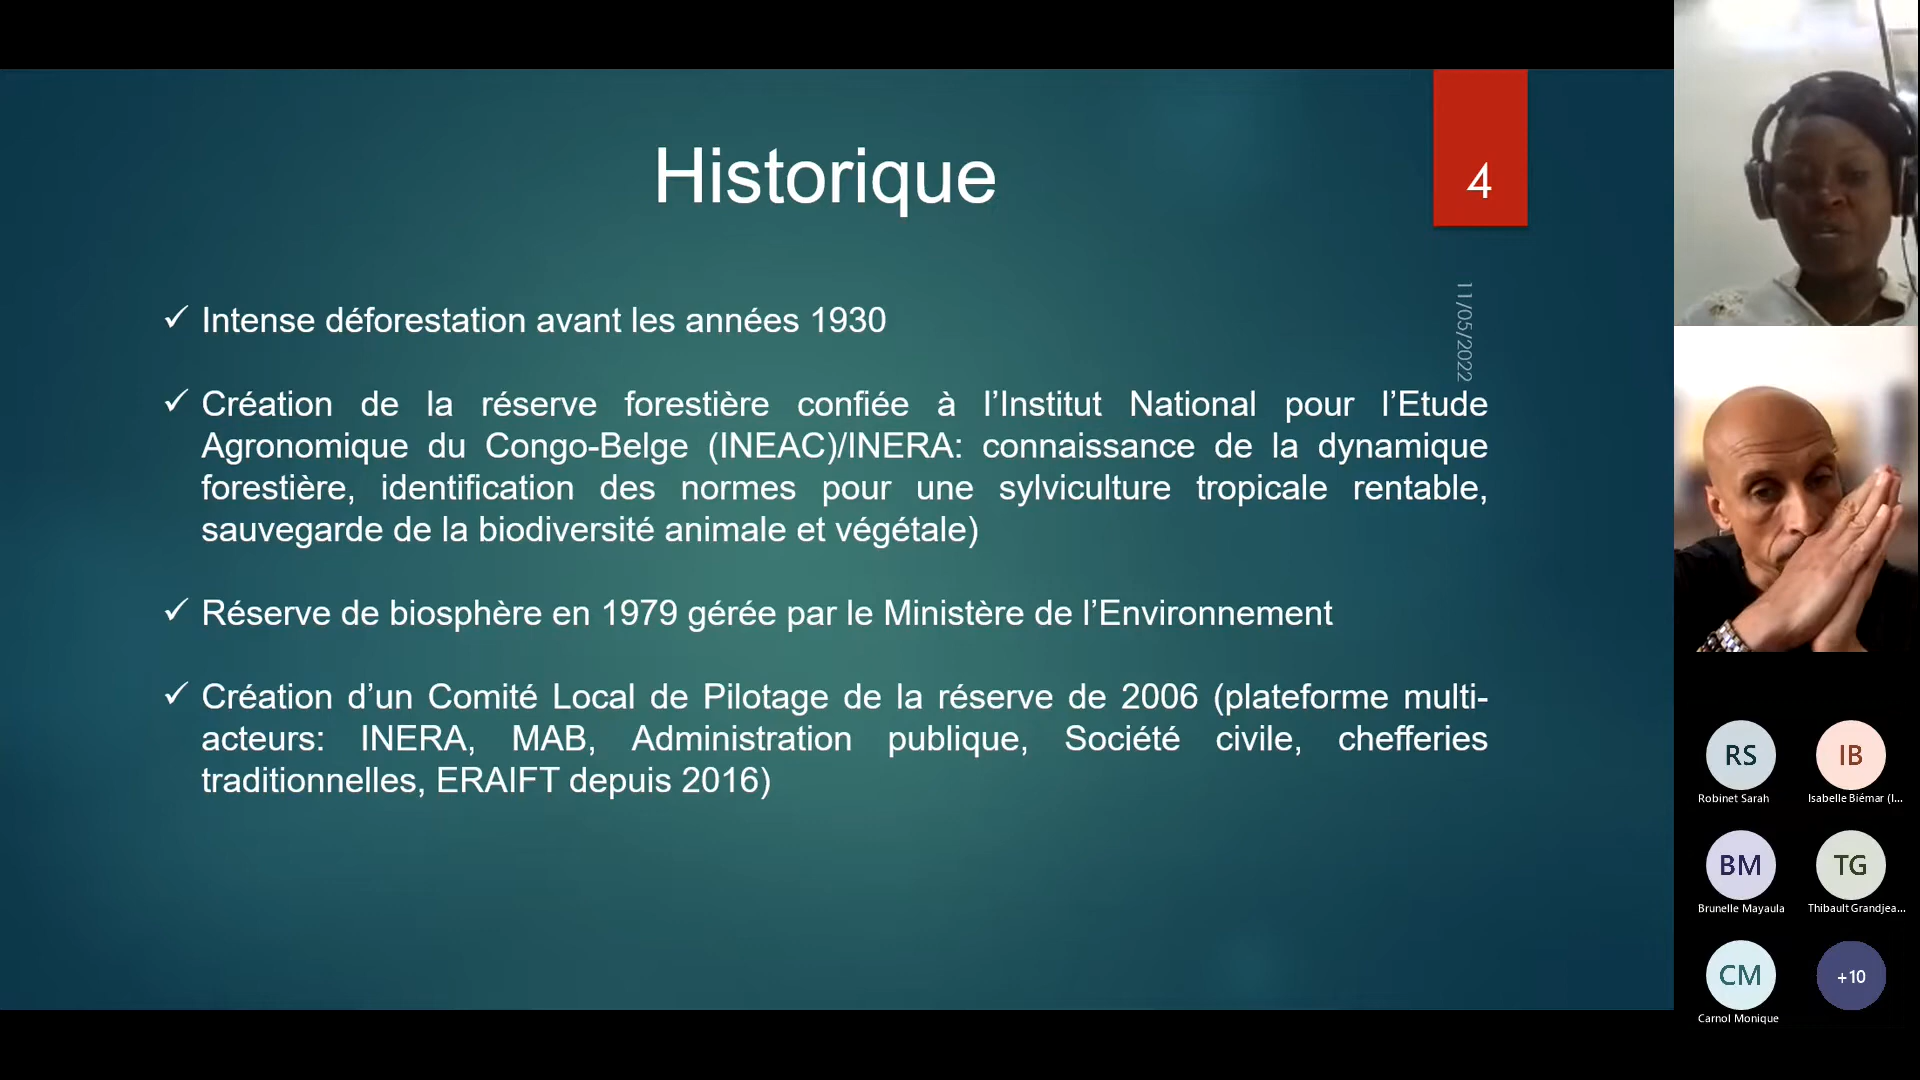 Historique
4
11/05/2022
✓ Intense déforestation avant les années 1930
✓ Création de la réserve forestière confiée à l’Institut National pour l’Etude
Agronomique du Congo-Belge (INEAC)/INERA: connaissance de la dynamique
forestière, identification des normes pour une sylviculture tropicale rentable,
sauvegarde de la biodiversité animale et végétale)
✓ Réserve de biosphère en 1979 gérée par le Ministère de l’Environnement
✓ Création d’un Comité Local de Pilotage de la réserve de 2006 (plateforme multi-
acteurs: INERA, MAB, Administration publique, Société civile, chefferies
traditionnelles, ERAIFT depuis 2016)
RS
Robinet Sarah
IB
Isabelle Biémar (I...
BM
Brunelle Mayaula
TG
Thibault Grandjea...
CM
Carnol Monique
+10